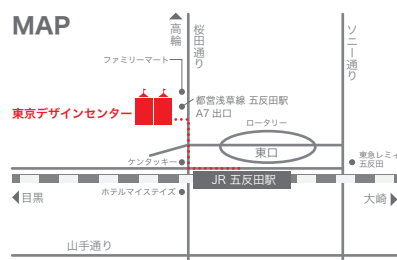 MAP
高輪
桜田通り
ソニー通り
ファミリーマート
都営浅草線 五反田駅
A7 出口
東京デザインセンター
ロータリー
東口
ケンタッキー
東急レミィ
五反田
JR 五反田駅
目黒
ホテルマイステイズ
大崎
山手通り